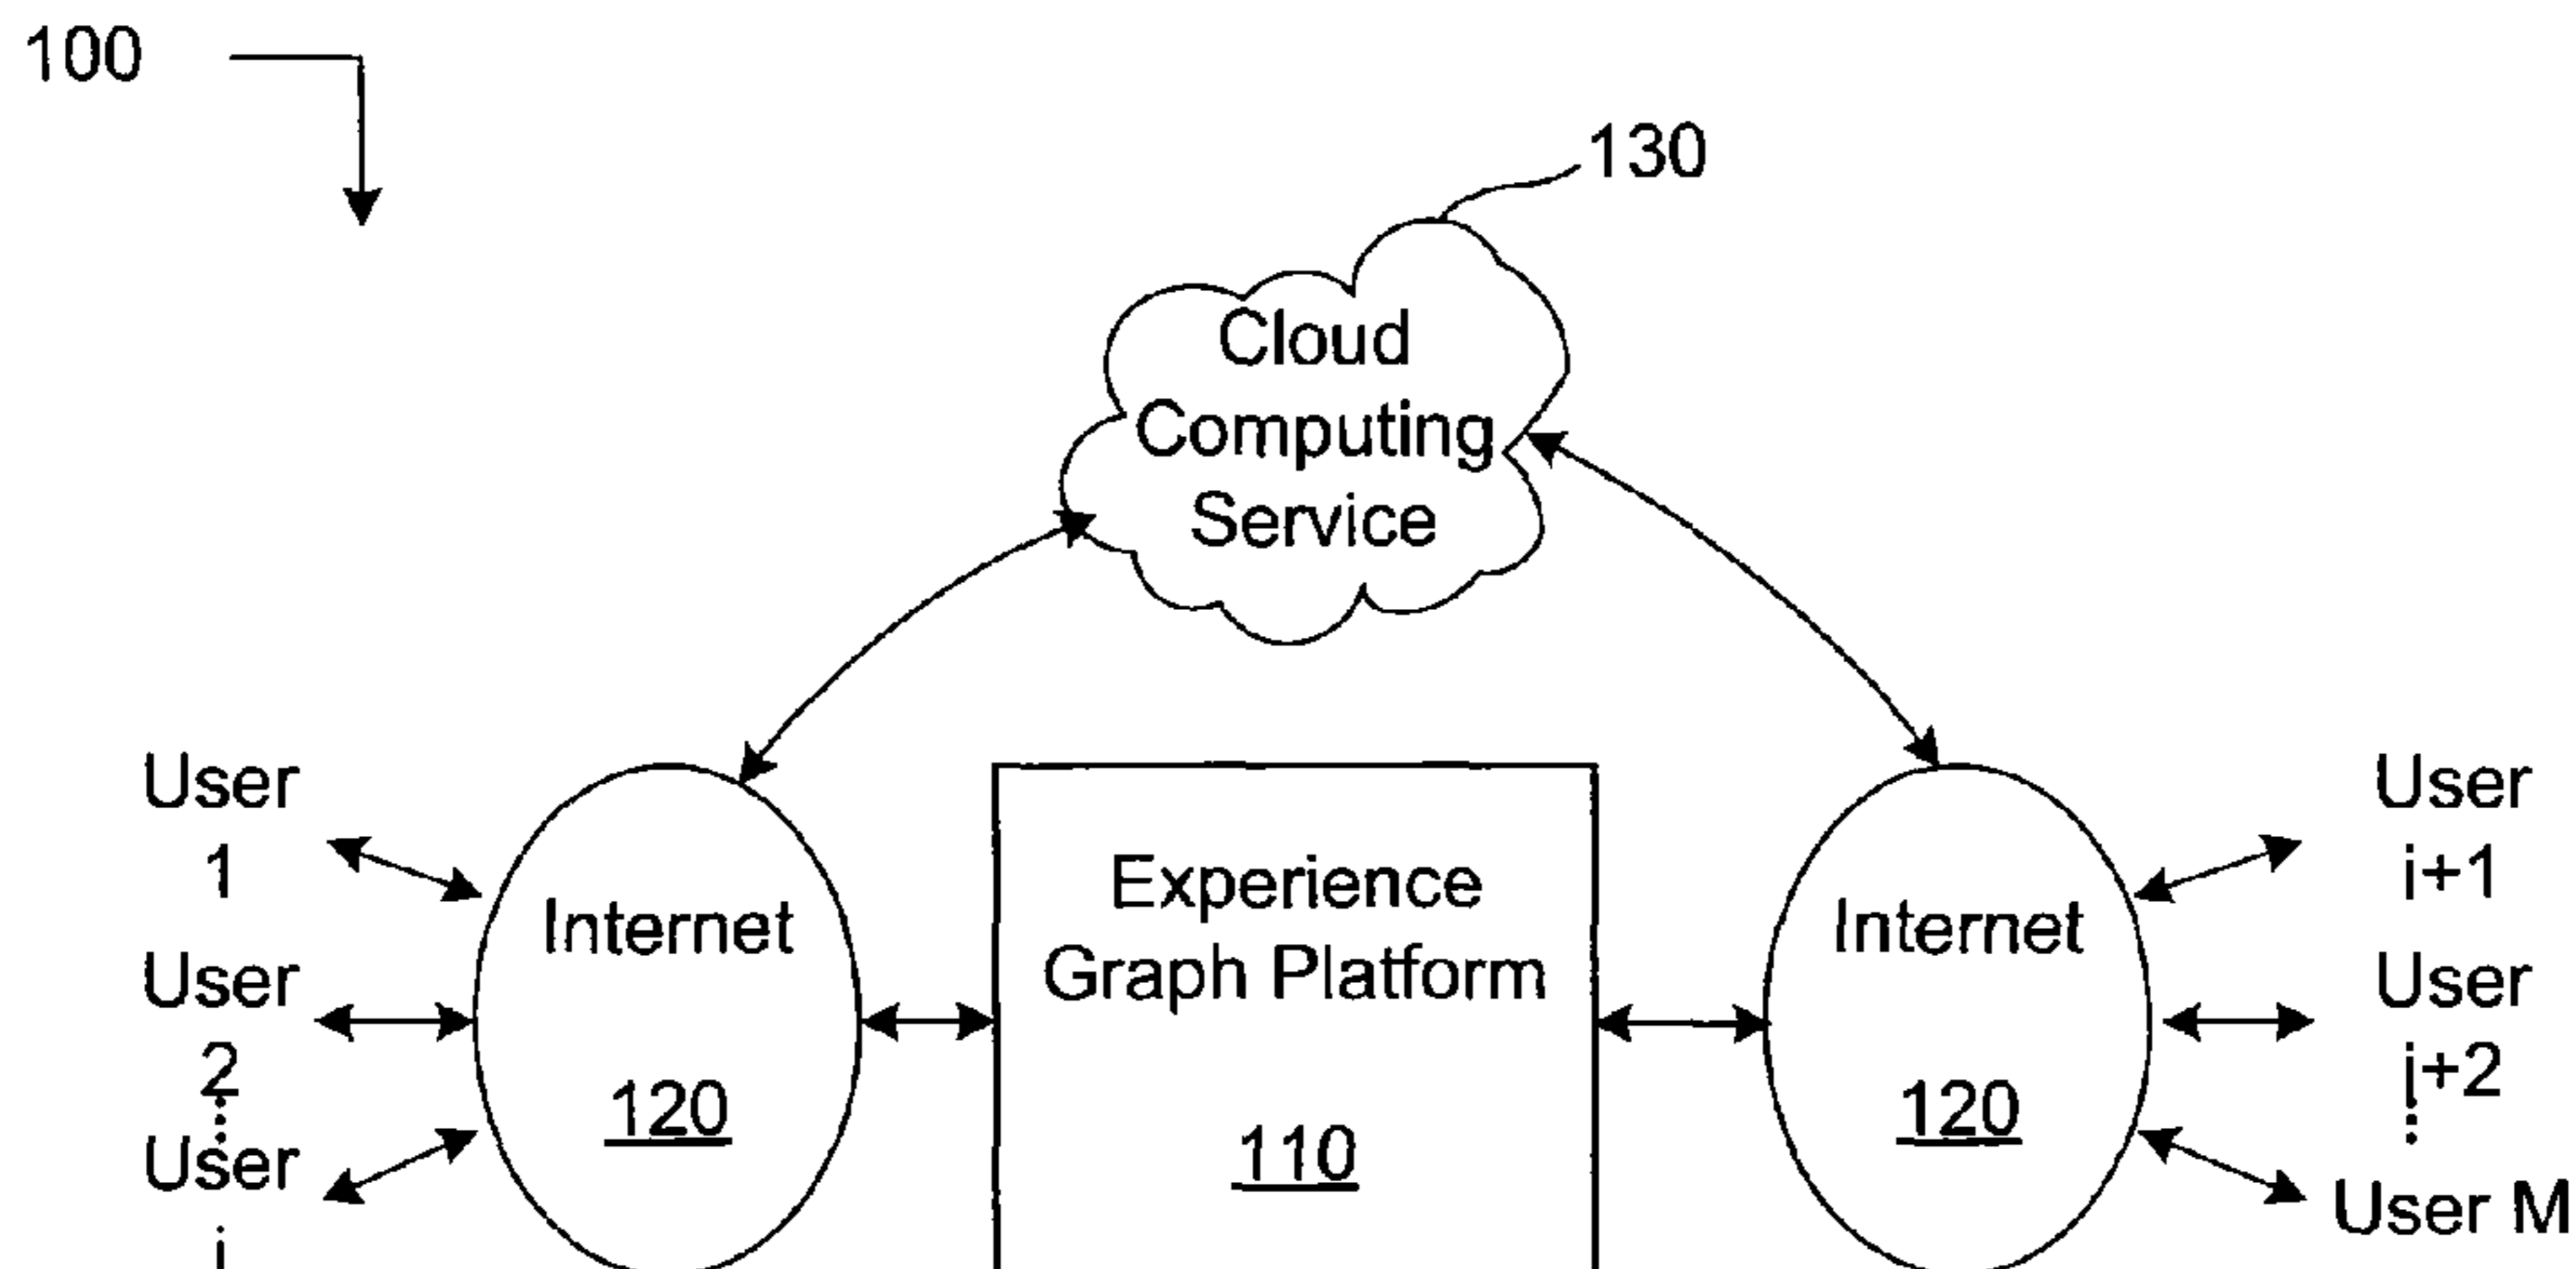 100
130
Cloud
Computing
Service
User
1
User
2
User
i
Internet
120
Experience
Graph Platform
110
Internet
120
User
i+1
User
i+2
User M